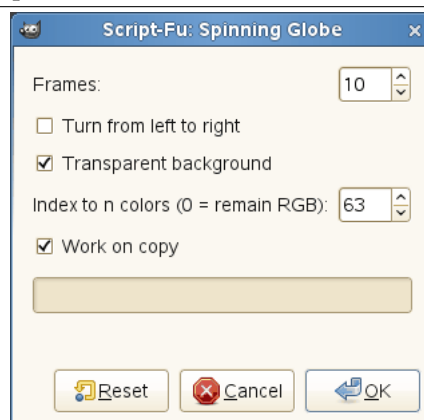 Script-Fu: Spinning Globe
Frames: 10
Turn from left to right
Transparent background
Index to n colors (0 = remain RGB): 63
Work on copy
Reset Cancel OK